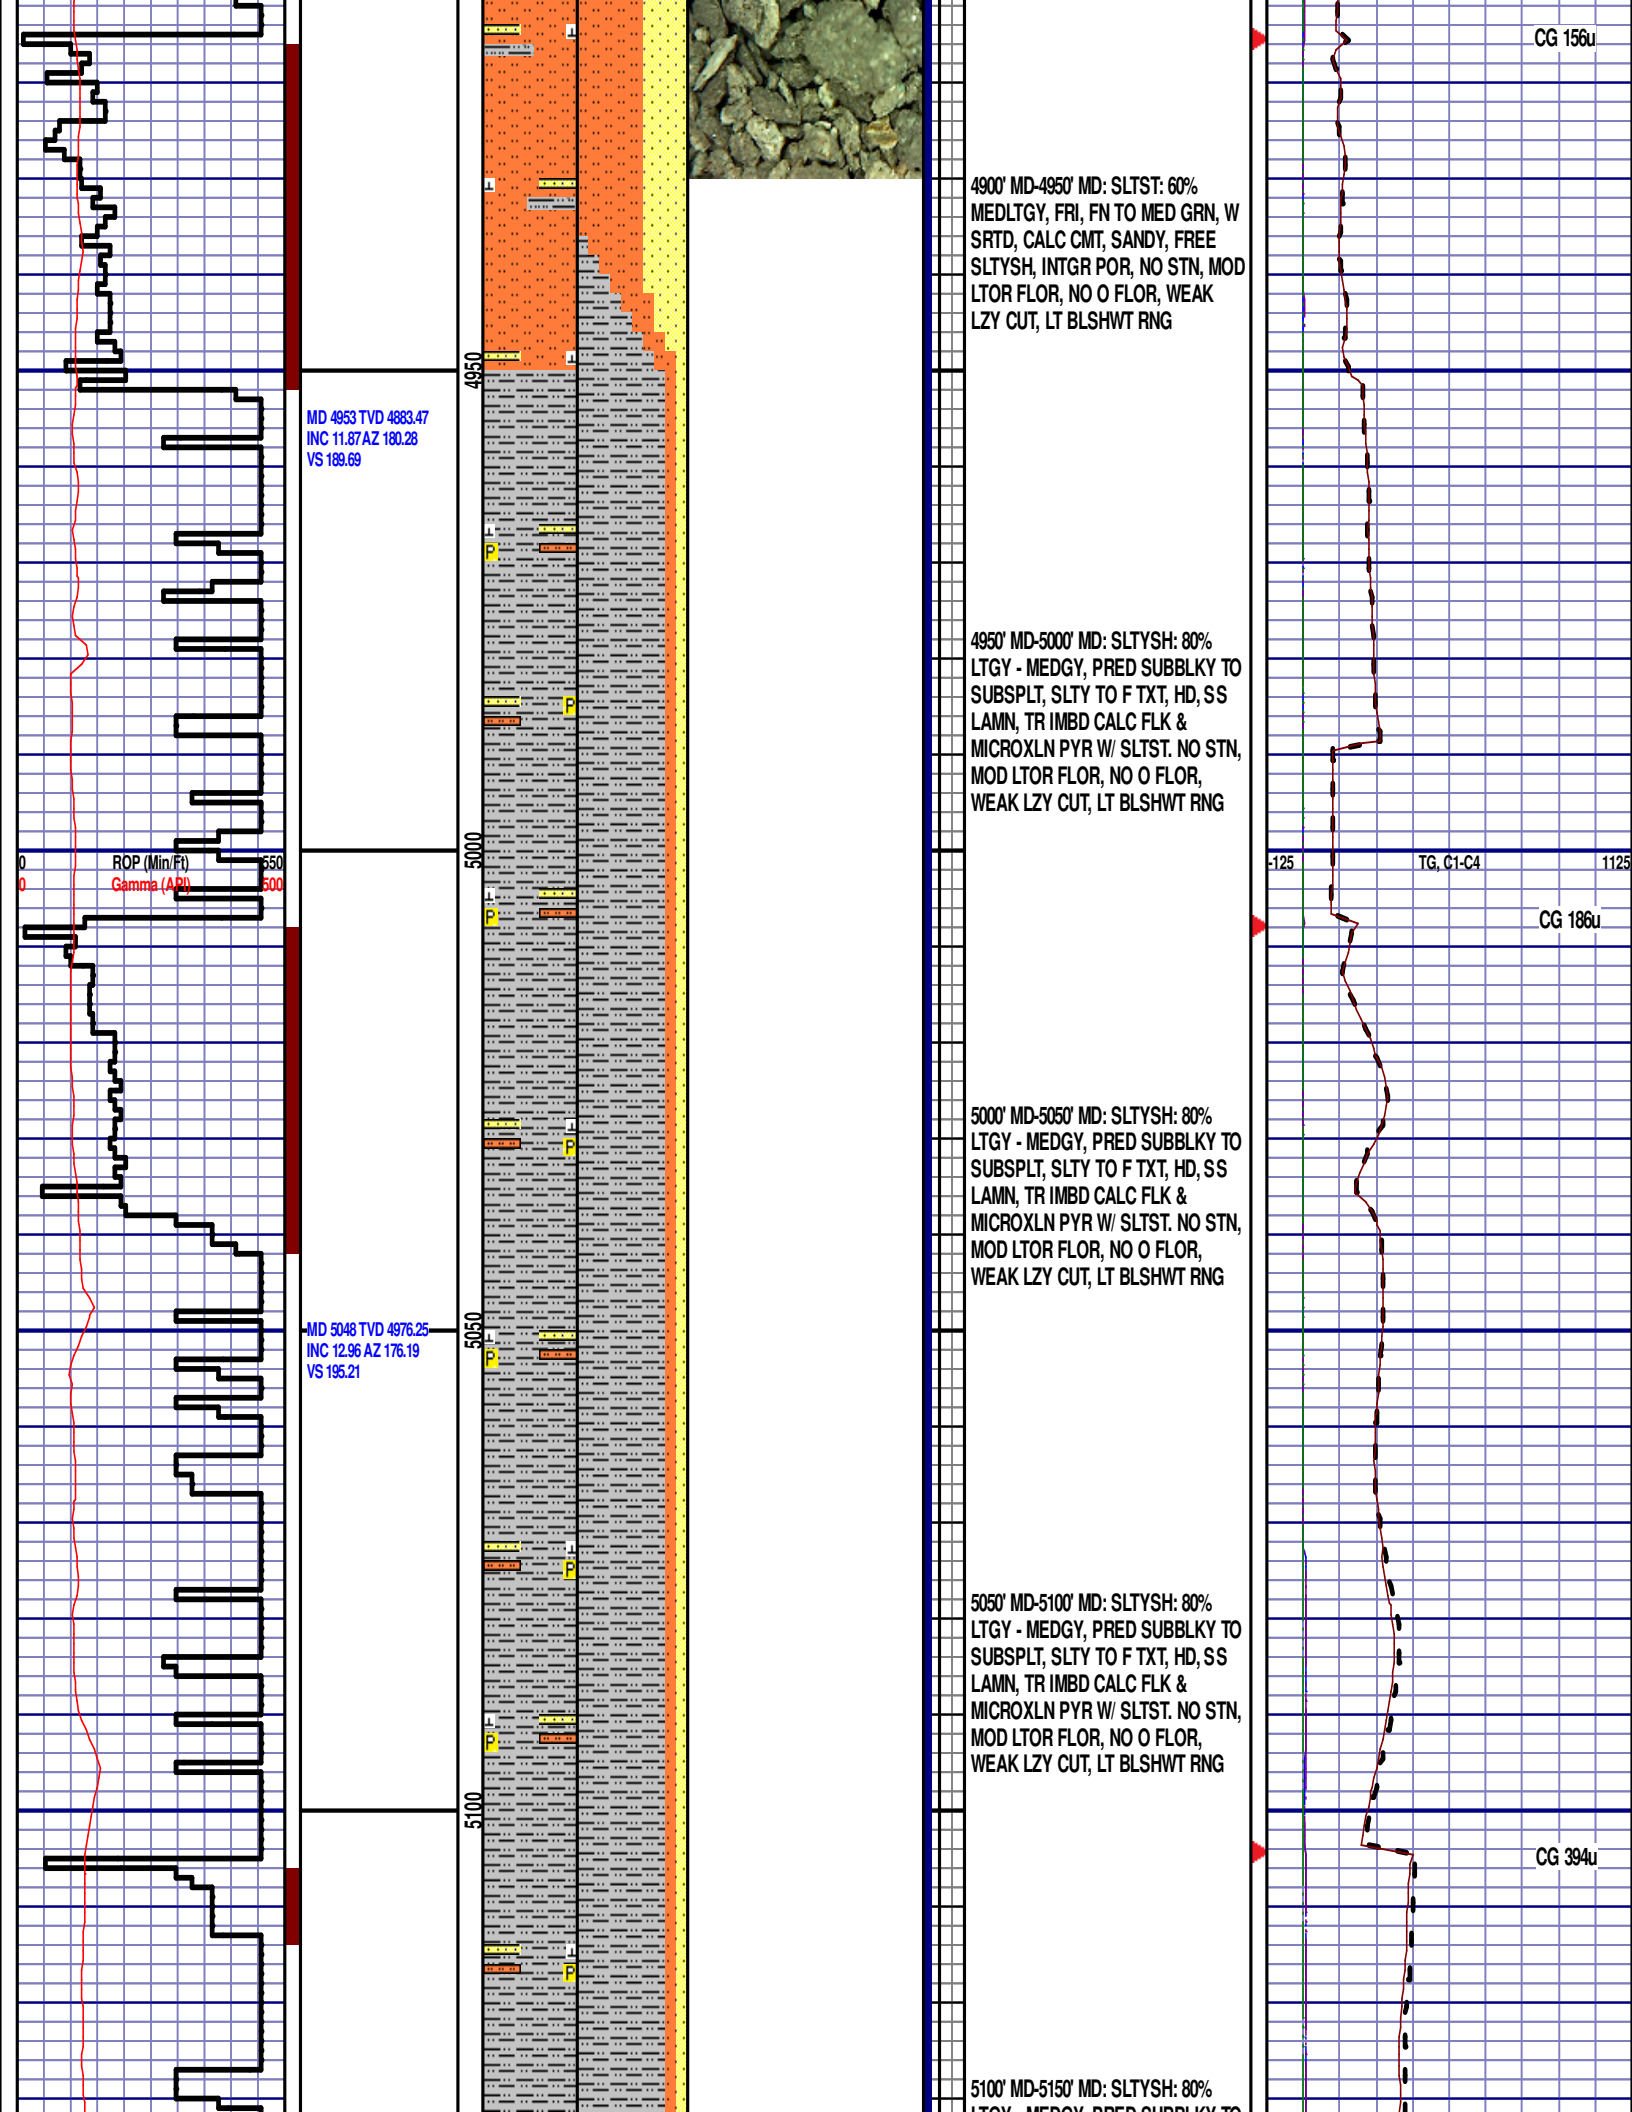 CG 156u
4900' MD-4950' MD: SLTST: 60%
MEDLTGY, FRI, FN TO MED GRN, W
SRTD, CALC CMT, SANDY, FREE
SLTYSH, INTGR POR, NO STN, MOD
LTOR FLOR, NO O FLOR, WEAK
LZY CUT, LT BLSHWT RNG
4950
MD 4953 TVD 4883.47
INC 11.87 AZ 180.28
VS 189.69
P
4950' MD-5000' MD: SLTYSH: 80%
LTGY - MEDGY, PRED SUBBLKY TO
SUBSPLT, SLTY TO F TXT, HD, SS
LAMN, TR IMBD CALC FLK &
MICROXLN PYR W/ SLTST. NO STN,
MOD LTOR FLOR, NO O FLOR,
WEAK LZY CUT, LT BLSHWT RNG
P
5000
0 ROP (Min/Ft) 550
0 Gamma (API) 500
-125 TG, C1-C4 1125
P
CG 186u
5000' MD-5050' MD: SLTYSH: 80%
LTGY - MEDGY, PRED SUBBLKY TO
SUBSPLT, SLTY TO F TXT, HD, SS
LAMN, TR IMBD CALC FLK &
MICROXLN PYR W/ SLTST. NO STN,
MOD LTOR FLOR, NO O FLOR,
WEAK LZY CUT, LT BLSHWT RNG
P
5050
MD 5048 TVD 4976.25
INC 12.96 AZ 176.19
VS 195.21
P
P
5050' MD-5100' MD: SLTYSH: 80%
LTGY - MEDGY, PRED SUBBLKY TO
SUBSPLT, SLTY TO F TXT, HD, SS
LAMN, TR IMBD CALC FLK &
MICROXLN PYR W/ SLTST. NO STN,
MOD LTOR FLOR, NO O FLOR,
WEAK LZY CUT, LT BLSHWT RNG
P
5100
CG 394u
P
5100' MD-5150' MD: SLTYSH: 80%
LTGY - MEDGY, PRED SUBBLKY TO